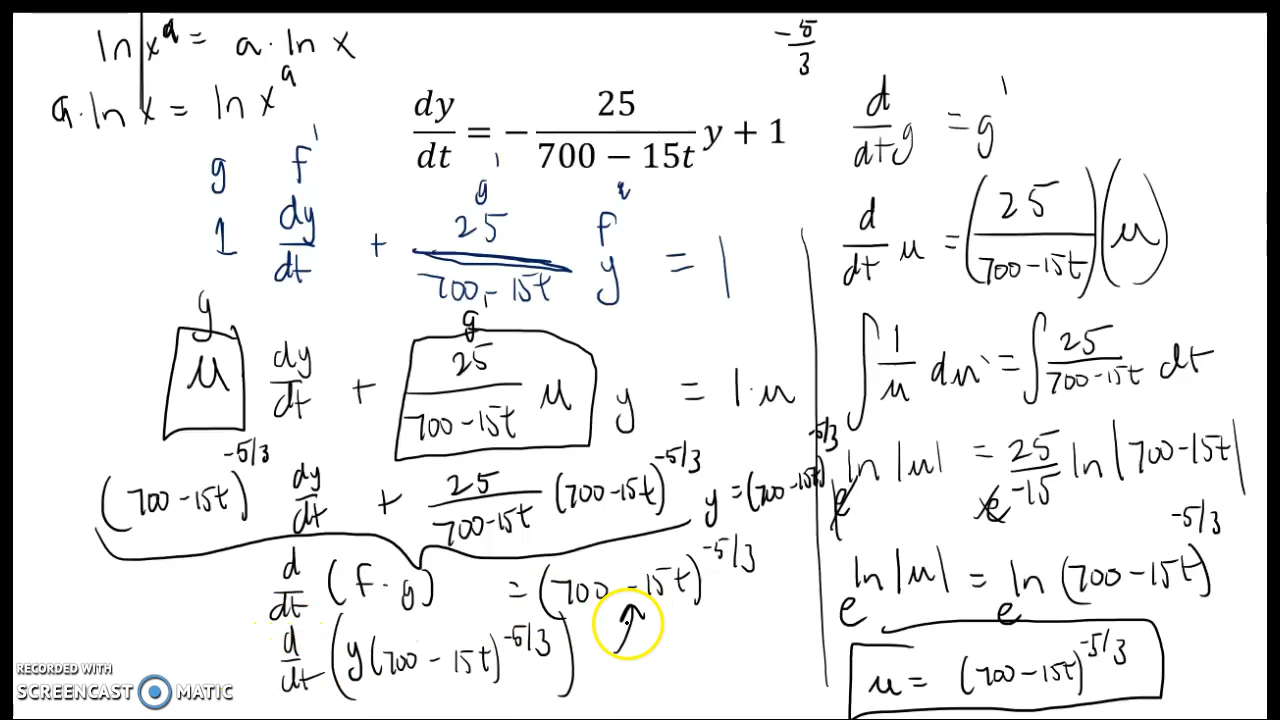 ln x^a = a · ln x
a · ln x = ln x^a
-5/3
dy/dt = - 25/(700 − 15t) y + 1
g f' g' f
1 dy/dt + 25/(700 - 15t) y = 1
g g'
μ dy/dt + 25/(700-15t) μ y = 1·μ
(700-15t)^-5/3 dy/dt + 25/(700-15t) (700-15t)^-5/3 y = (700-15t)^-5/3
d/dt (f · g) = (700 - 15t)^-5/3
d/dt (y(700 - 15t)^-5/3)
d/dt g = g'
d/dt μ = (25/(700-15t)) (μ)
∫ 1/μ dμ = ∫ 25/(700-15t) dt
e ln|μ| = e 25/-15 ln|700-15t|
e^ln|μ| = e^ln(700-15t)^-5/3
μ = (700-15t)^-5/3
RECORDED WITH
SCREENCAST MATIC